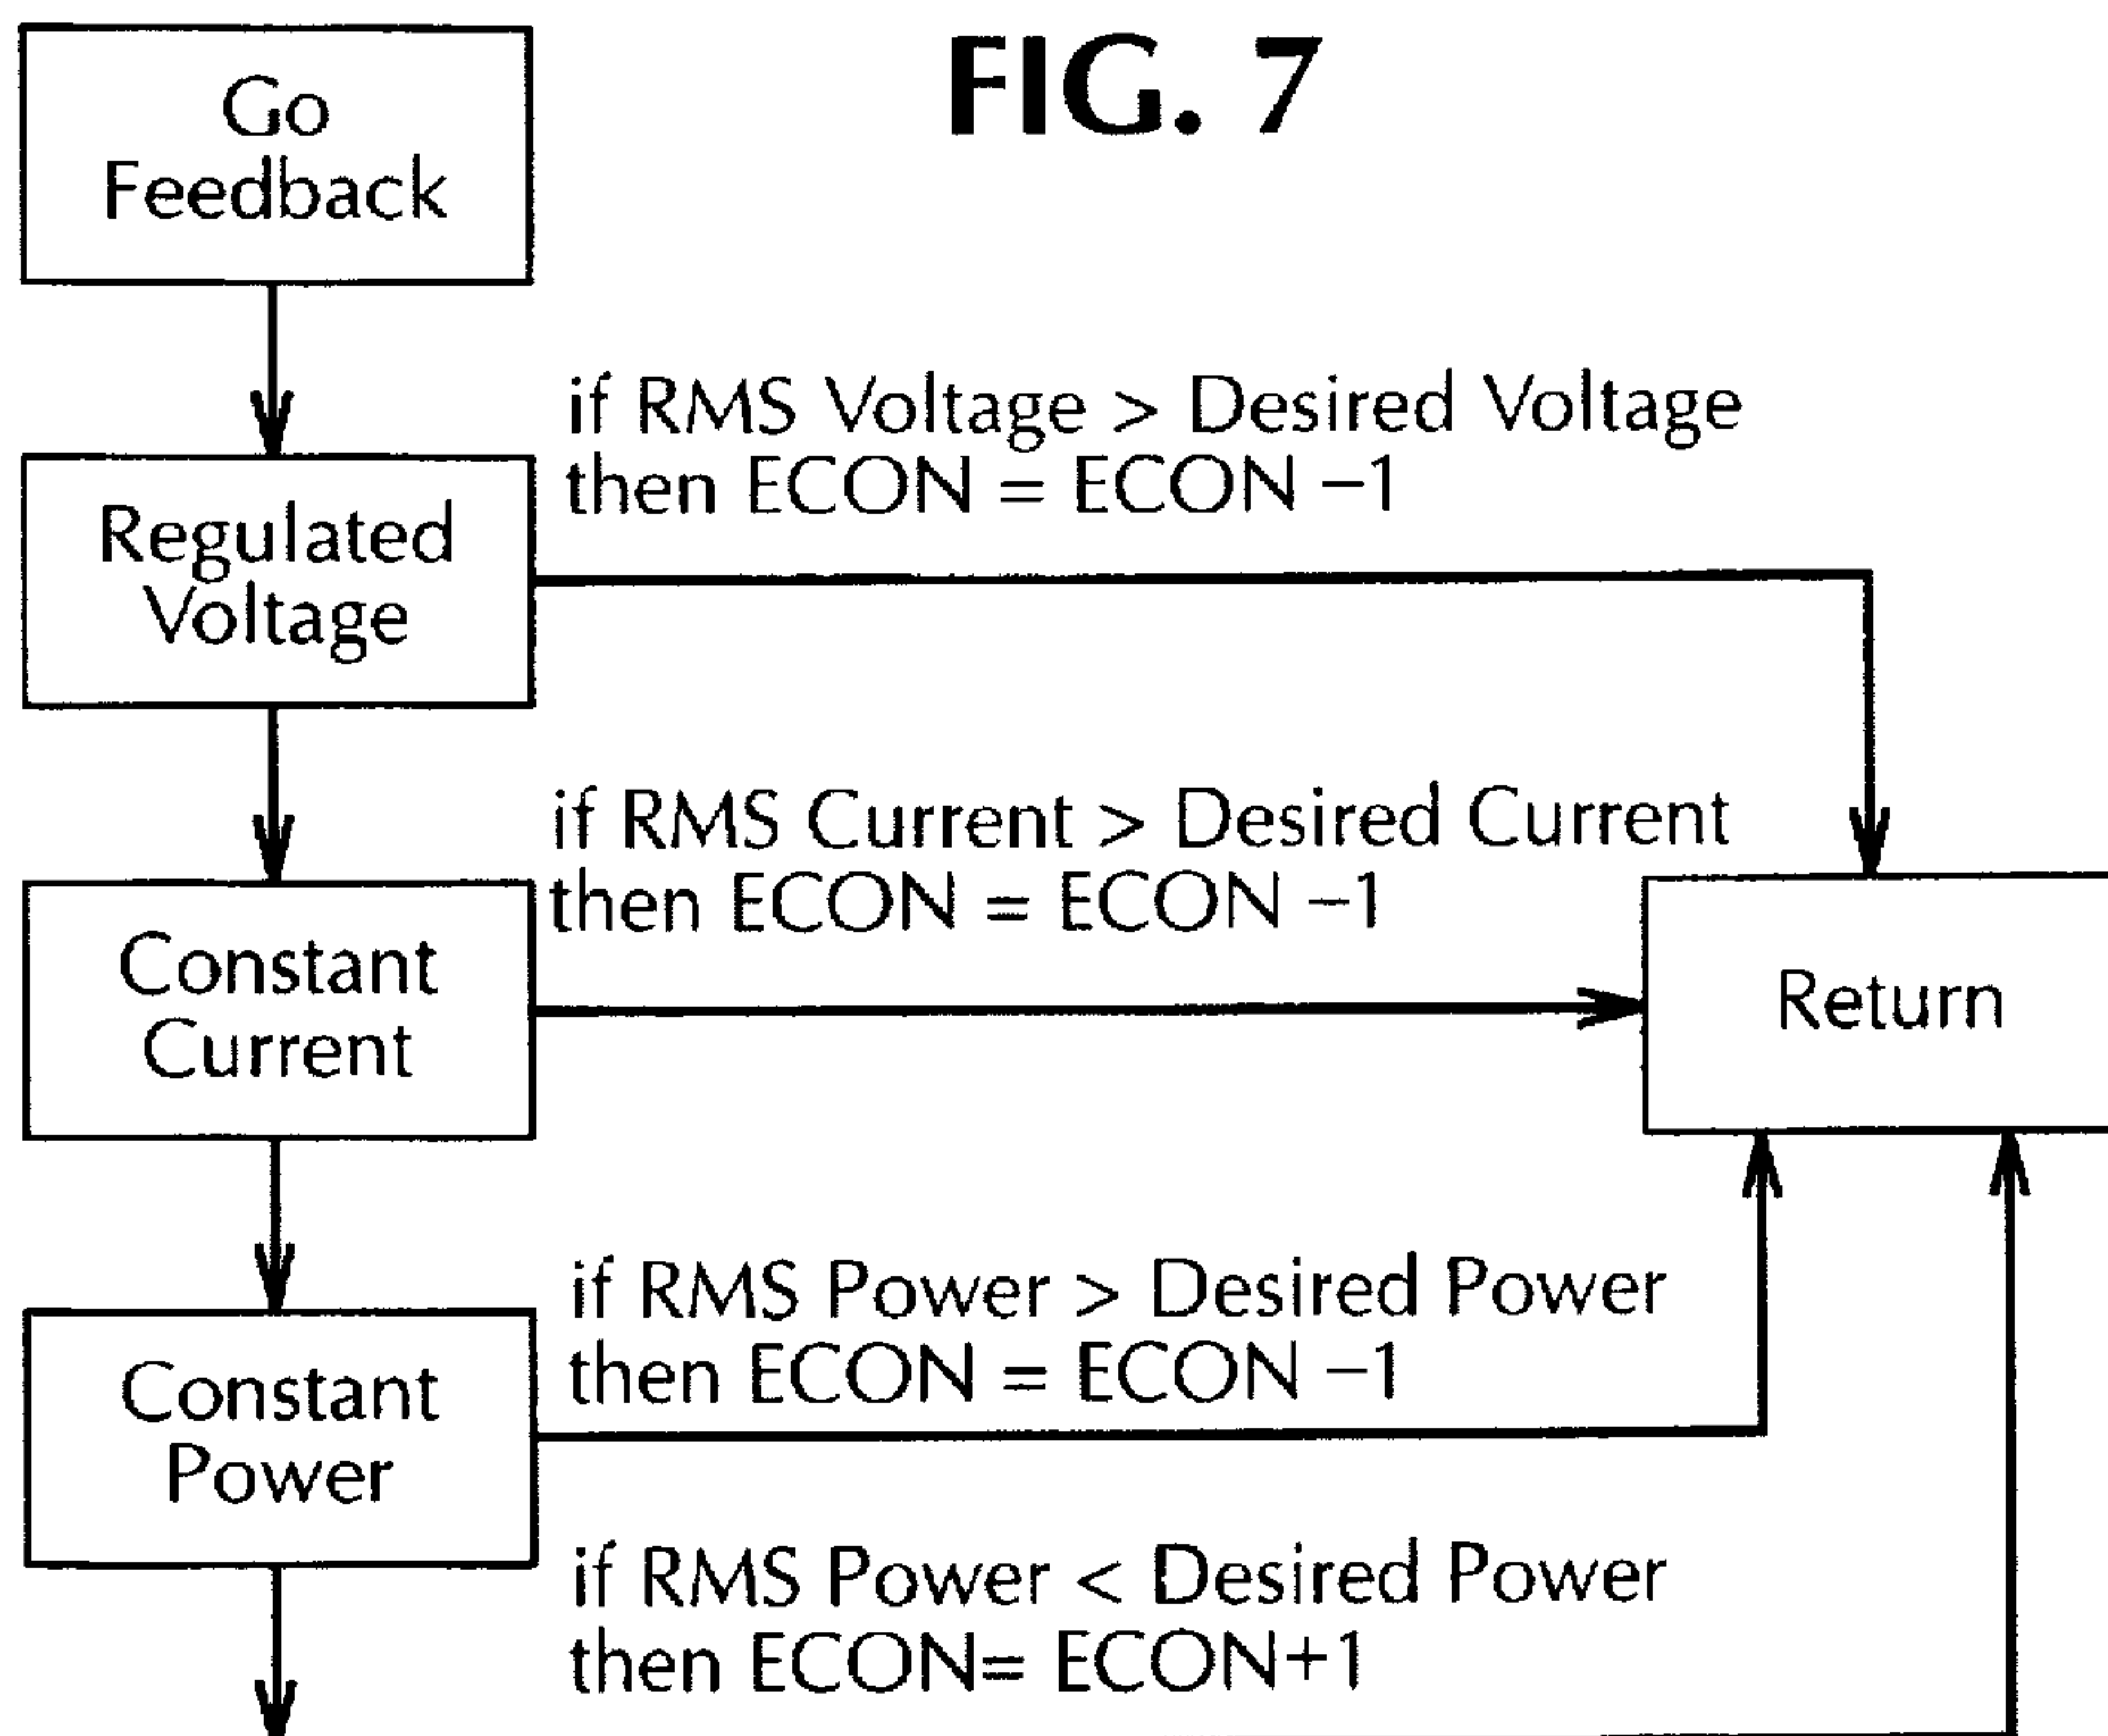 Go
Feedback
FIG. 7
if RMS Voltage > Desired Voltage
then ECON = ECON –1
Regulated
Voltage
if RMS Current > Desired Current
then ECON = ECON –1
Constant
Current
Return
if RMS Power > Desired Power
then ECON = ECON –1
Constant
Power
if RMS Power < Desired Power
then ECON= ECON+1